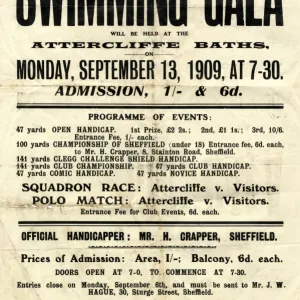 SWIMMING GALA
WILL BE HELD AT THE
ATTERCLIFFE BATHS,
ON
MONDAY, SEPTEMBER 13, 1909, AT 7-30.
ADMISSION, 1/- & 6d.
PROGRAMME OF EVENTS:
47 yards OPEN HANDICAP. 1st Prize, £2 2s.; 2nd, £1 1s.; 3rd, 10/6.
Entrance Fee, 1/- each.
100 yards CHAMPIONSHIP OF SHEFFIELD (under 18) Entrance fee, 6d. each,
to Mr. H. Crapper, 8, Stainton Road, Sheffield.
141 yards CLEGG CHALLENGE SHIELD HANDICAP.
141 yards CLUB CHAMPIONSHIP. 47 yards CLUB HANDICAP.
47 yards COMIC HANDICAP. 47 yards NOVICE HANDICAP.
SQUADRON RACE: Attercliffe v. Visitors.
POLO MATCH: Attercliffe v. Visitors.
Entrance Fee for Club Events, 6d. each.
OFFICIAL HANDICAPPER: MR. H. CRAPPER, SHEFFIELD.
Prices of Admission: Area, 1/-; Balcony, 6d. each.
DOORS OPEN AT 7-0, TO COMMENCE AT 7-30.
Entries close on Monday, September 6th, and must be sent to Mr. J. W.
HAGUE, 30, Sturge Street, Sheffield.